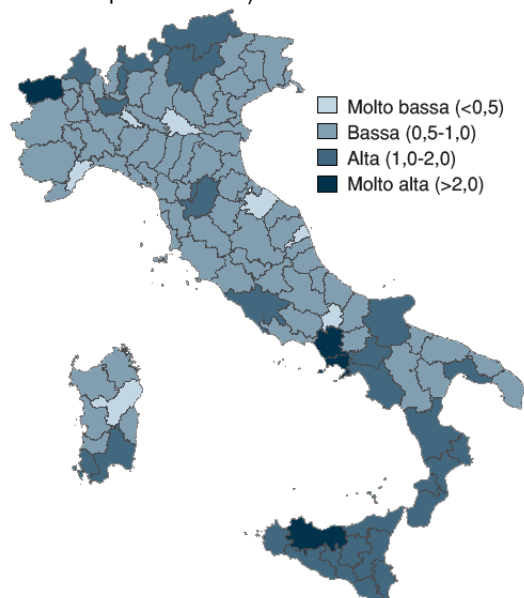 Molto bassa (<0,5)
Bassa (0,5-1,0)
Alta (1,0-2,0)
Molto alta (>2,0)